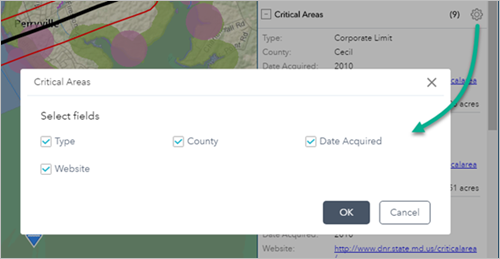 Perryville
Critical Areas (9)
Type: Corporate Limit
County: Cecil
Date Acquired: 2010
calarea
acres
Critical Areas
Select fields
Type County Date Acquired
Website
OK Cancel
calarea
51 acres
Date Acquired: 2010
Website: http://www.dnr.state.md.us/criticalarea